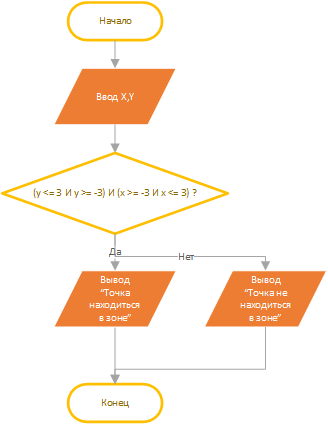 Начало
Ввод X,Y
(y <= 3 И y >= -3) И (x >= -3 И x <= 3) ?
Да
Нет
Вывод
“Точка
находиться
в зоне”
Вывод
“Точка не
находиться
в зоне”
Конец